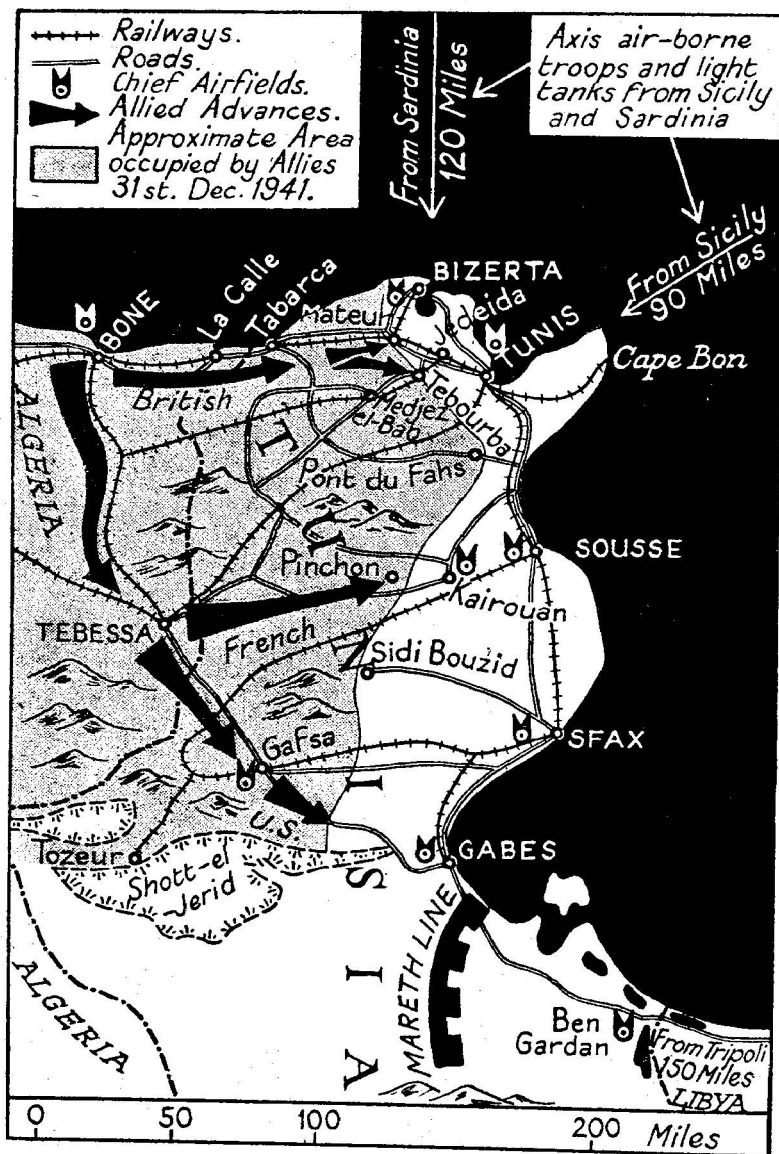 Railways.
Roads.
Chief Airfields.
Allied Advances.
Approximate Area
occupied by Allies
31st. Dec. 1941.
From Sardinia
120 Miles
Axis air-borne
troops and light
tanks from Sicily
and Sardinia
From Sicily
90 Miles
BIZERTA
BONE
La Calle
Tabarca
Mateur
Jdeida
TUNIS
Cape Bon
British
Tebourba
Medjez
el-Bab
ALGERIA
Pont du Fahs
TUNISIA
Pinchon
SOUSSE
Kairouan
TEBESSA
French
Sidi Bouzid
SFAX
Gafsa
U.S.
GABES
Tozeur
Shott-el
Jerid
MARETH LINE
ALGERIA
Ben
Gardan
From Tripoli
150 Miles
LIBYA
0 50 100 200 Miles